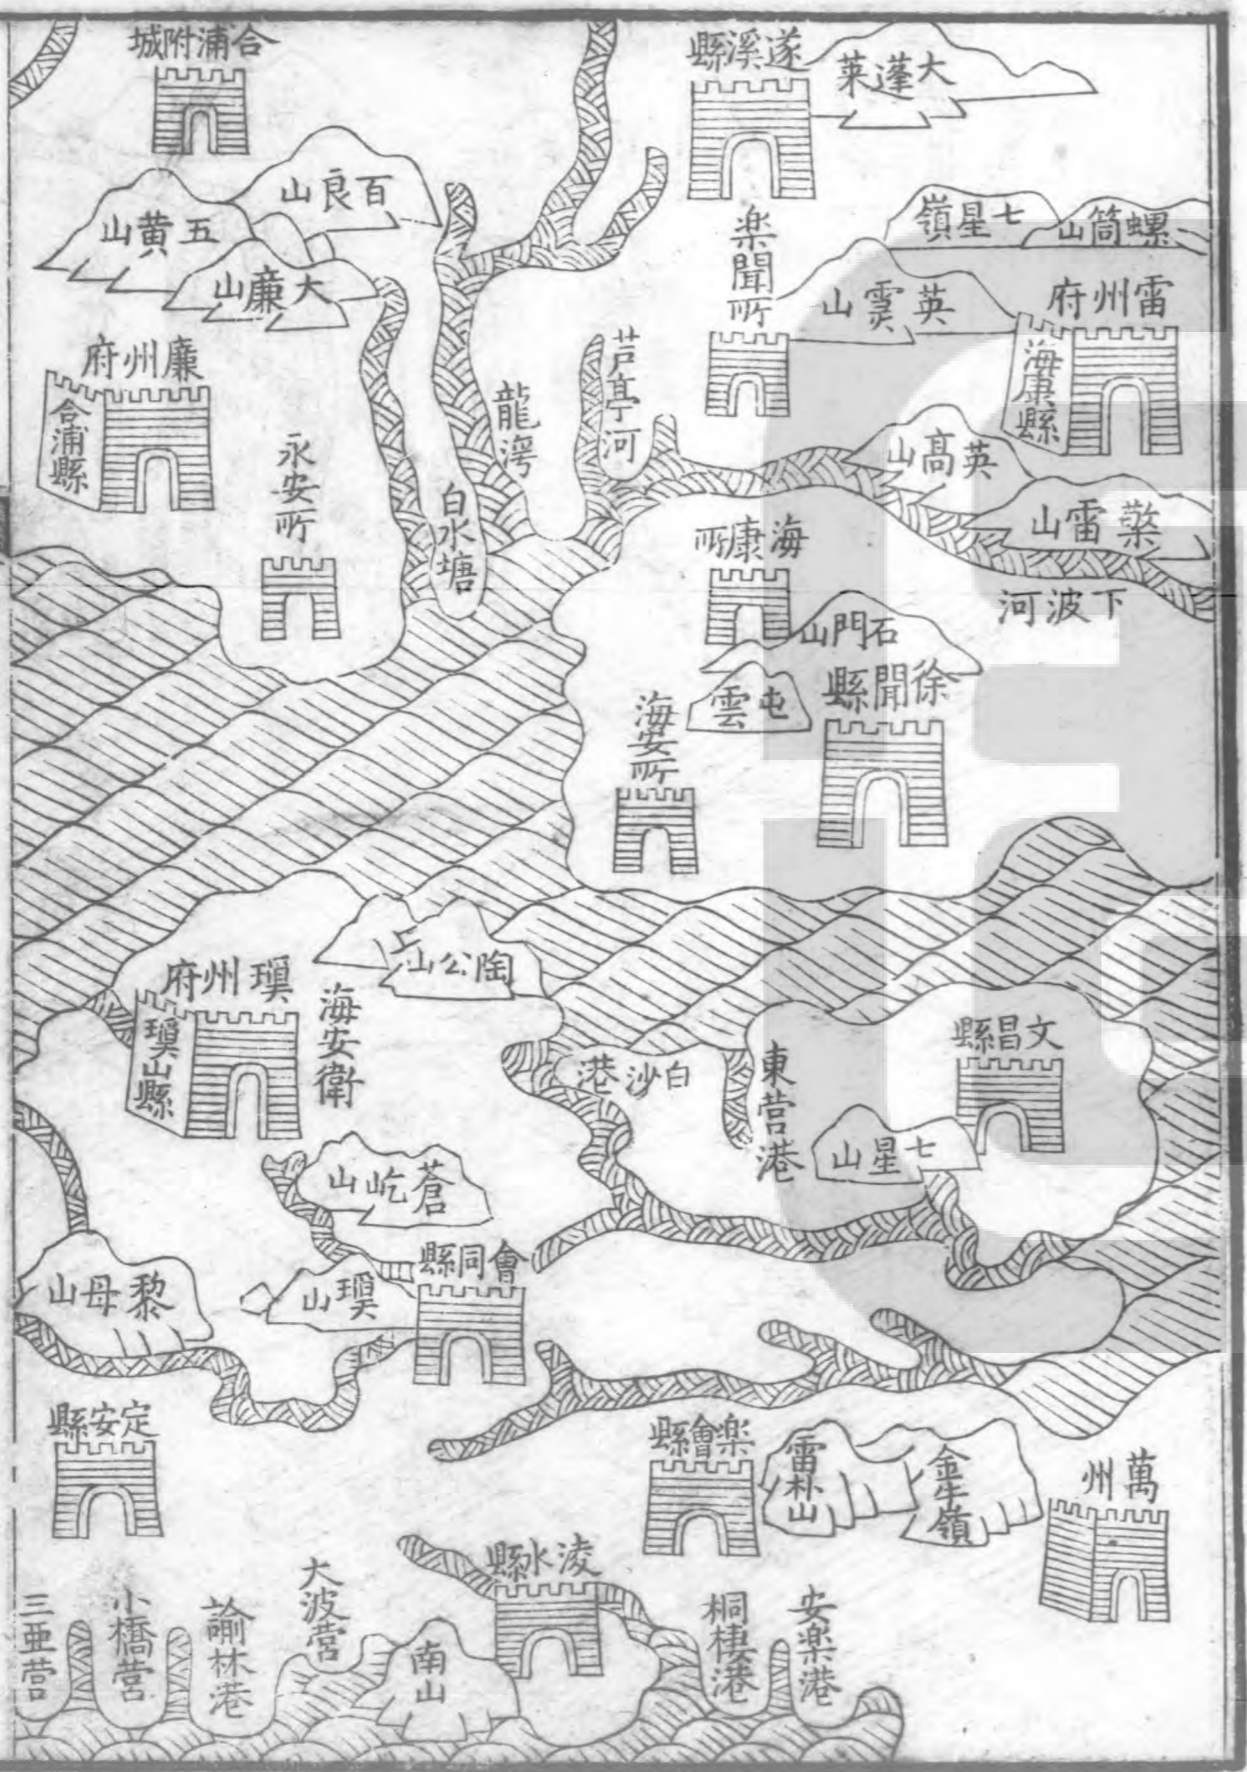 大蓬莱
遂溪縣
合浦附城
螺筒山
七星嶺
百良山
五黄山
大廉山
樂聞所
英霛山
雷州府
海康縣
廉州府
合浦縣
芦亭河
龍湾
永安所
白水塘
英高山
擎雷山
海康所
下波河
石門山
屯雲
徐聞縣
海安所
陶公山
瓊州府
瓊山縣
海安衛
文昌縣
白沙港
東营港
七星山
蒼屹山
會同縣
瓊山
黎母山
定安縣
楽會縣
雷朴山
金牛嶺
萬州
淩水縣
安楽港
桐棲港
南山
大波营
諭林港
小橋营
三亜营